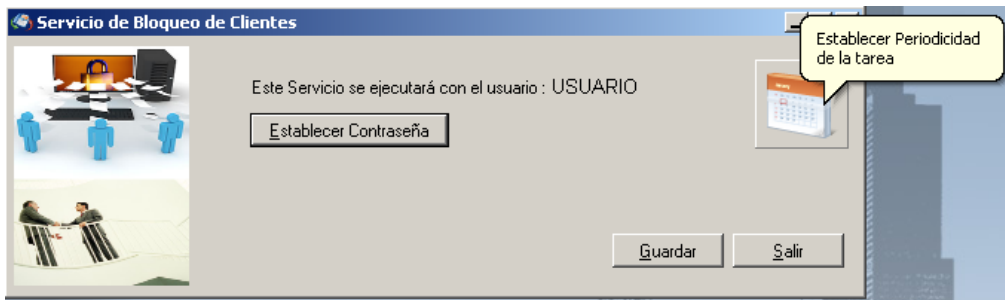 Servicio de Bloqueo de Clientes
Establecer Periodicidad
de la tarea
Este Servicio se ejecutará con el usuario : USUARIO
Establecer Contraseña
Guardar
Salir